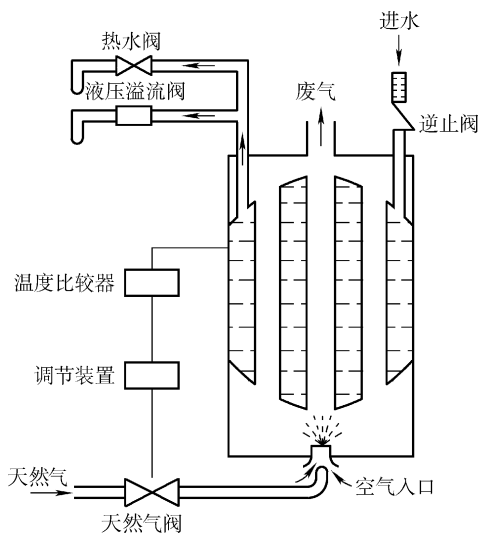 进水
热水阀
液压溢流阀
废气
逆止阀
温度比较器
调节装置
天然气
空气入口
天然气阀